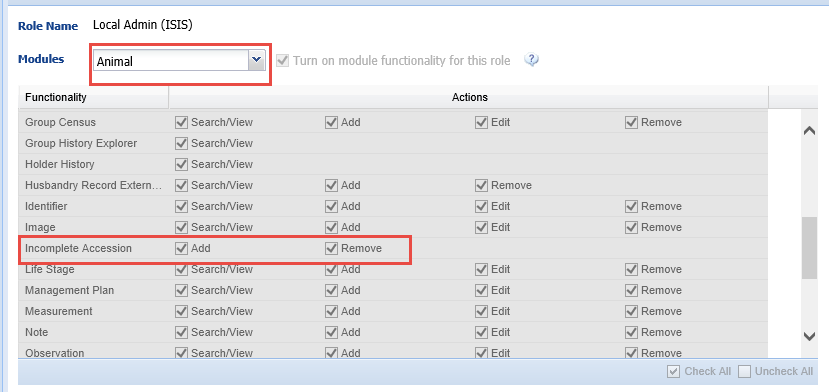 Role Name Local Admin (ISIS)
Modules Animal Turn on module functionality for this role ?
Functionality Actions
Group Census Search/View Add Edit Remove
Group History Explorer Search/View
Holder History Search/View
Husbandry Record Extern... Search/View Add Remove
Identifier Search/View Add Edit Remove
Image Search/View Add Edit Remove
Incomplete Accession Add Remove
Life Stage Search/View Add Edit Remove
Management Plan Search/View Add Edit Remove
Measurement Search/View Add Edit Remove
Note Search/View Add Edit Remove
Observation Search/View Add Edit Remove
Check All Uncheck All